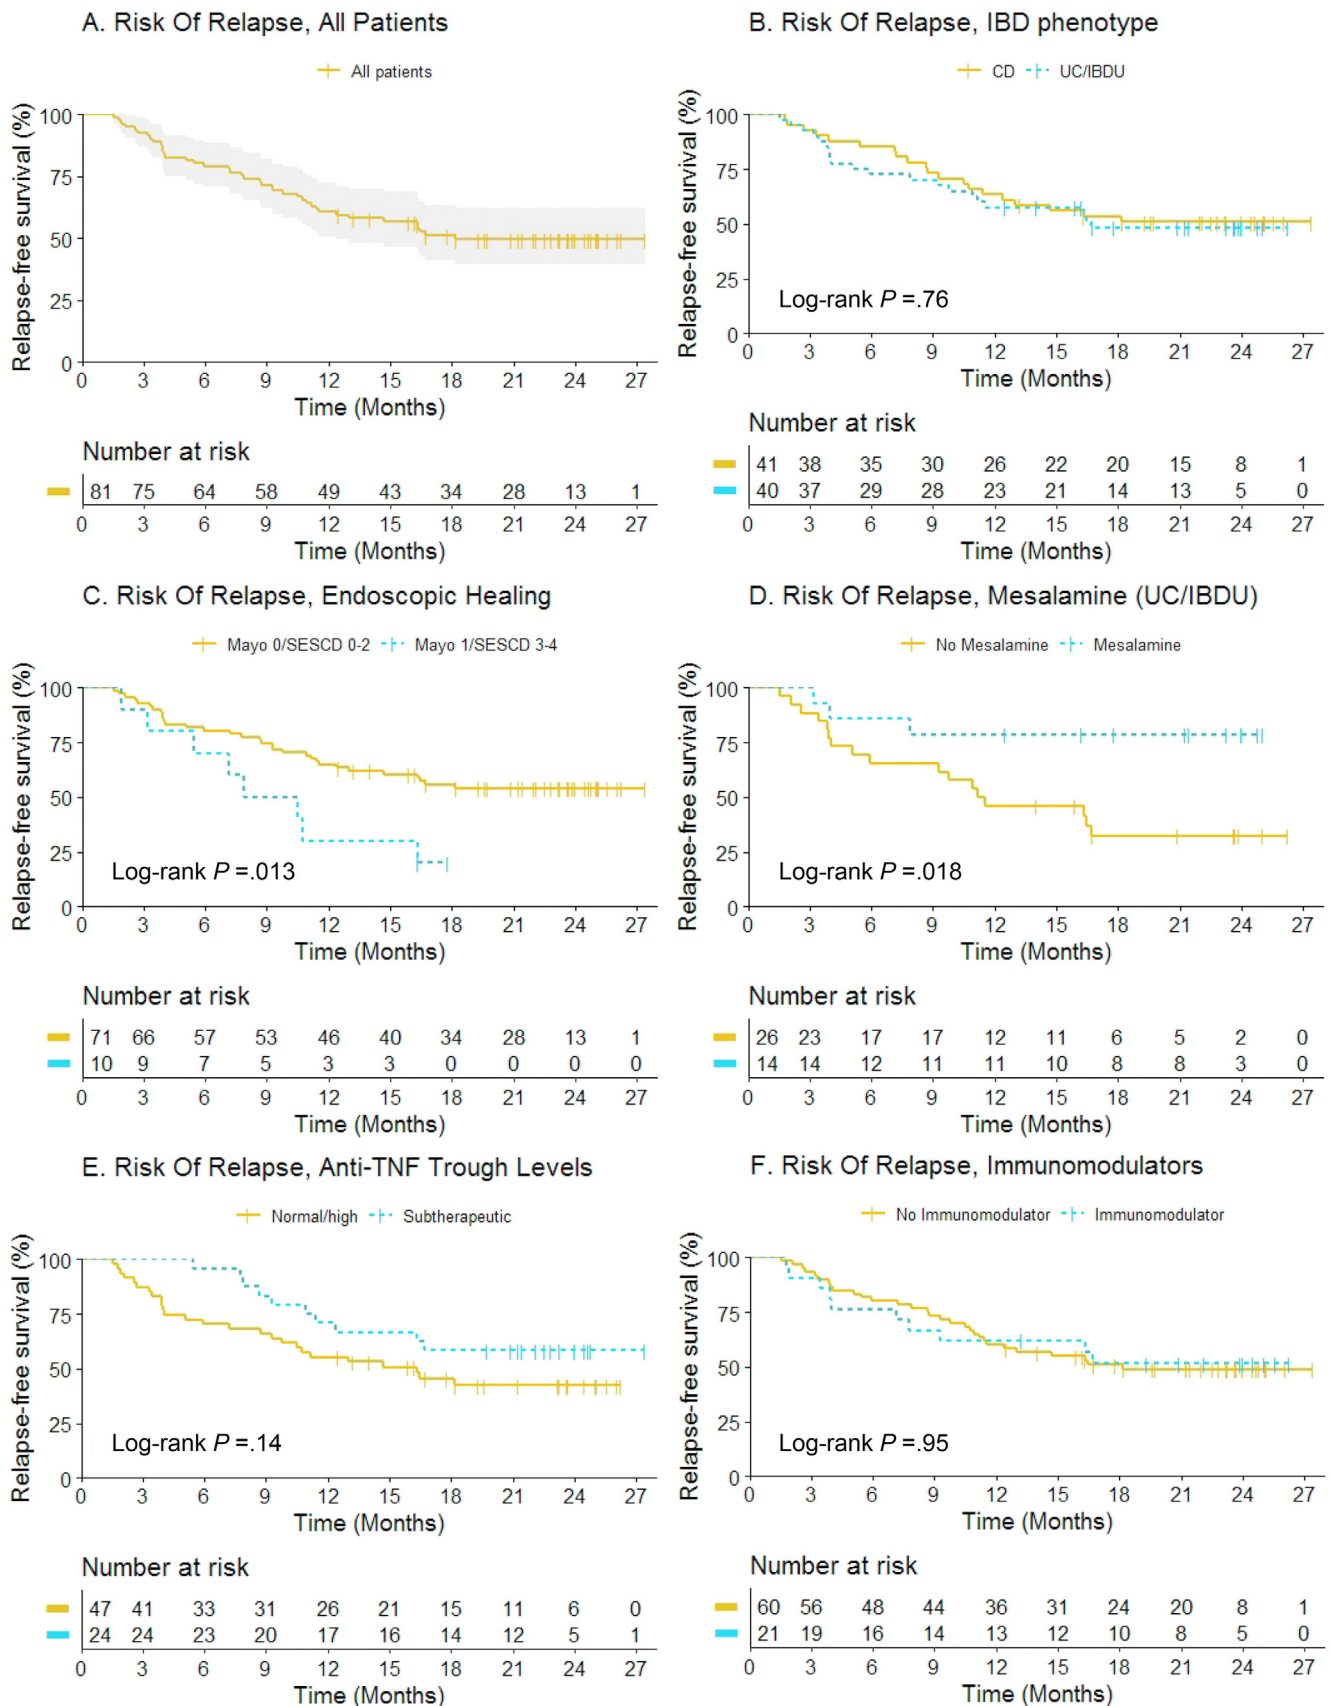 A. Risk Of Relapse, All Patients
All patients
Relapse-free survival (%)
100
75
50
25
0
0 3 6 9 12 15 18 21 24 27
Time (Months)
Number at risk
81 75 64 58 49 43 34 28 13 1
0 3 6 9 12 15 18 21 24 27
Time (Months)
B. Risk Of Relapse, IBD phenotype
CD UC/IBDU
Relapse-free survival (%)
100
75
50
25
0
Log-rank P =.76
0 3 6 9 12 15 18 21 24 27
Time (Months)
Number at risk
41 38 35 30 26 22 20 15 8 1
40 37 29 28 23 21 14 13 5 0
0 3 6 9 12 15 18 21 24 27
Time (Months)
C. Risk Of Relapse, Endoscopic Healing
Mayo 0/SESCD 0-2 Mayo 1/SESCD 3-4
Relapse-free survival (%)
100
75
50
25
0
Log-rank P =.013
0 3 6 9 12 15 18 21 24 27
Time (Months)
Number at risk
71 66 57 53 46 40 34 28 13 1
10 9 7 5 3 3 0 0 0 0
0 3 6 9 12 15 18 21 24 27
Time (Months)
D. Risk Of Relapse, Mesalamine (UC/IBDU)
No Mesalamine Mesalamine
Relapse-free survival (%)
100
75
50
25
0
Log-rank P =.018
0 3 6 9 12 15 18 21 24 27
Time (Months)
Number at risk
26 23 17 17 12 11 6 5 2 0
14 14 12 11 11 10 8 8 3 0
0 3 6 9 12 15 18 21 24 27
Time (Months)
E. Risk Of Relapse, Anti-TNF Trough Levels
Normal/high Subtherapeutic
Relapse-free survival (%)
100
75
50
25
0
Log-rank P =.14
0 3 6 9 12 15 18 21 24 27
Time (Months)
Number at risk
47 41 33 31 26 21 15 11 6 0
24 24 23 20 17 16 14 12 5 1
0 3 6 9 12 15 18 21 24 27
Time (Months)
F. Risk Of Relapse, Immunomodulators
No Immunomodulator Immunomodulator
Relapse-free survival (%)
100
75
50
25
0
Log-rank P =.95
0 3 6 9 12 15 18 21 24 27
Time (Months)
Number at risk
60 56 48 44 36 31 24 20 8 1
21 19 16 14 13 12 10 8 5 0
0 3 6 9 12 15 18 21 24 27
Time (Months)